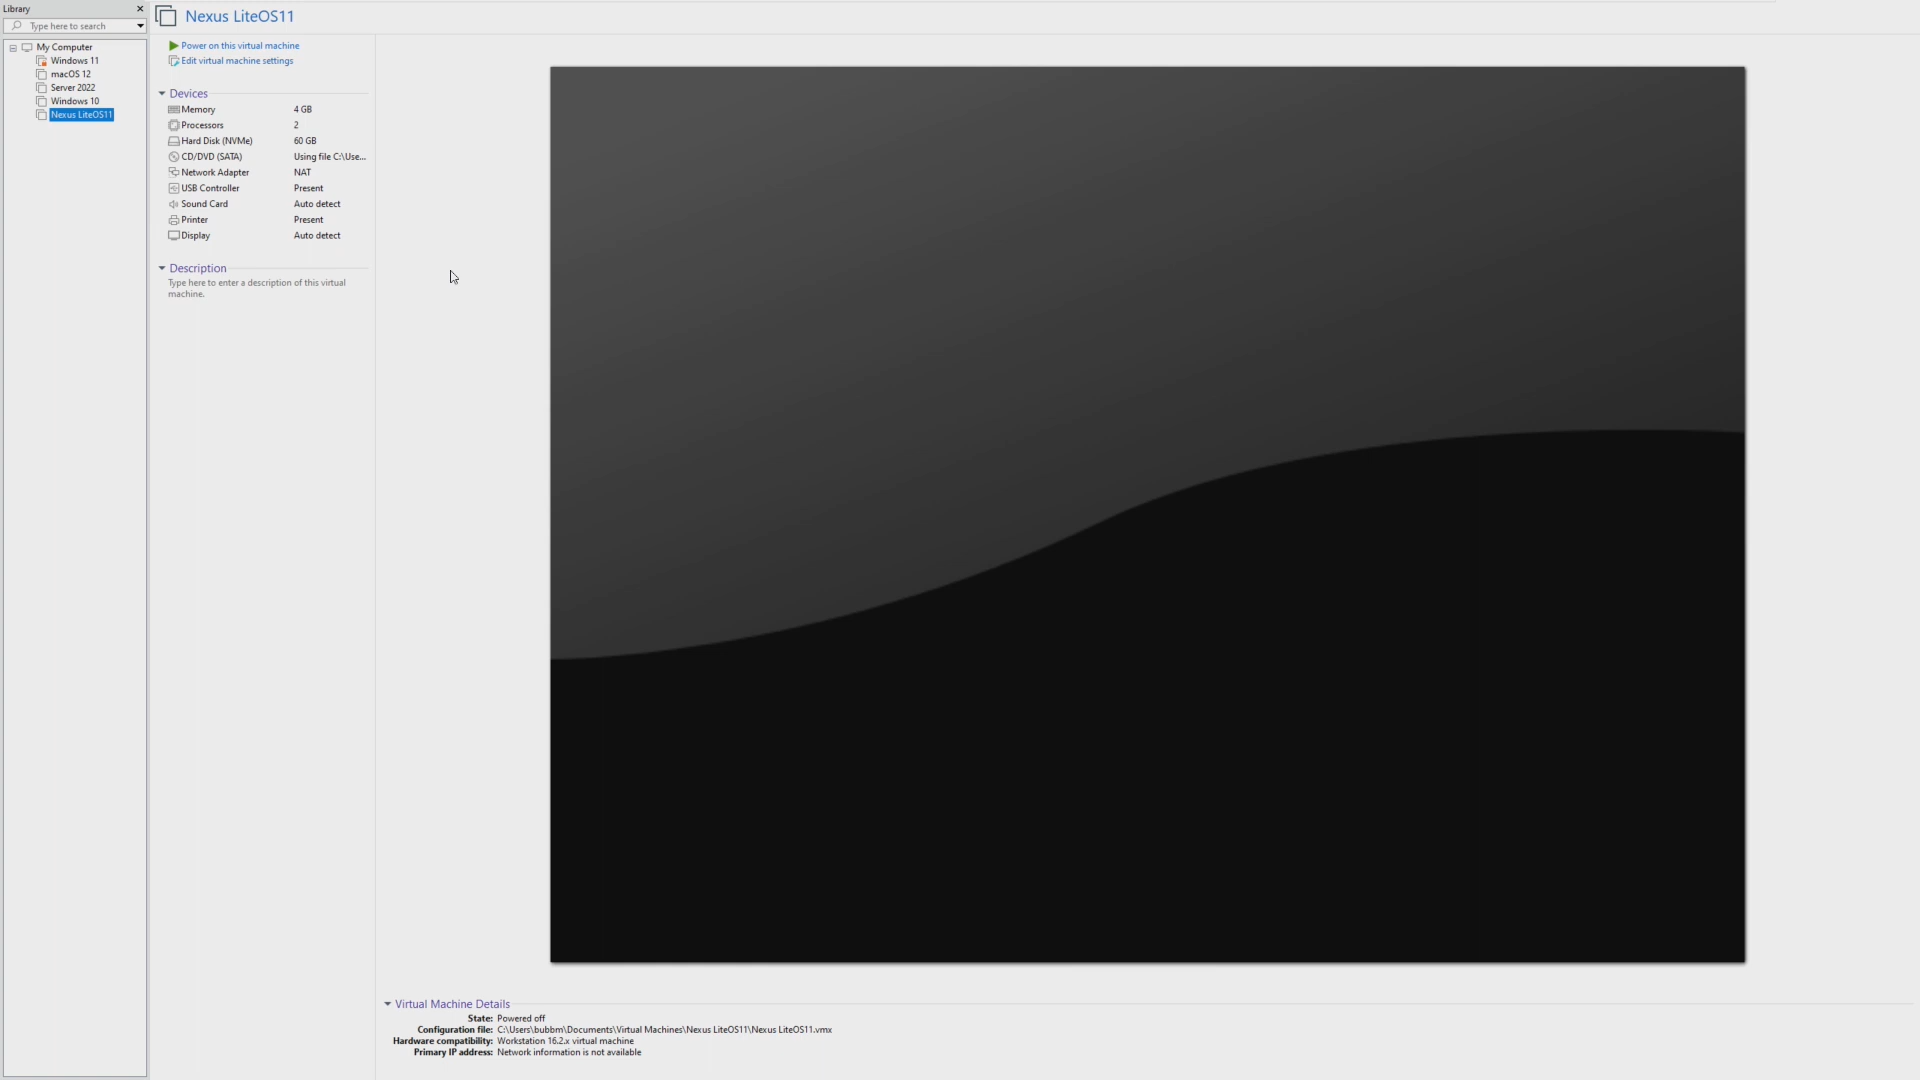 Library
Type here to search
My Computer
Windows 11
macOS 12
Server 2022
Windows 10
Nexus LiteOS11
Nexus LiteOS11
Power on this virtual machine
Edit virtual machine settings
Devices
Memory 4 GB
Processors 2
Hard Disk (NVMe) 60 GB
CD/DVD (SATA) Using file C:\Use...
Network Adapter NAT
USB Controller Present
Sound Card Auto detect
Printer Present
Display Auto detect
Description
Type here to enter a description of this virtual
machine.
Virtual Machine Details
State: Powered off
Configuration file: C:\Users\bubbm\Documents\Virtual Machines\Nexus LiteOS11\Nexus LiteOS11.vmx
Hardware compatibility: Workstation 16.2.x virtual machine
Primary IP address: Network information is not available